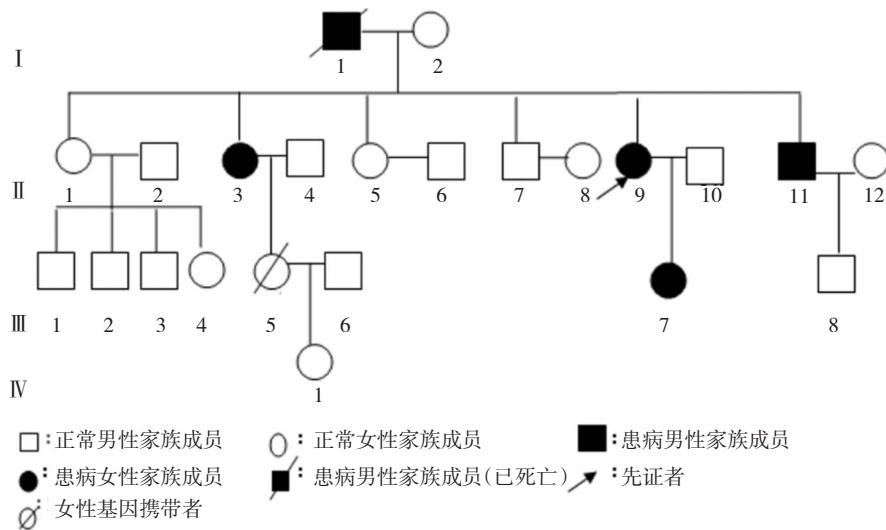 Ⅰ
1 2
Ⅱ
1 2 3 4 5 6 7 8 9 10 11 12
Ⅲ
1 2 3 4 5 6 7 8
Ⅳ
1
:正常男性家族成员 :正常女性家族成员 :患病男性家族成员
:患病女性家族成员 :患病男性家族成员(已死亡) :先证者
:女性基因携带者